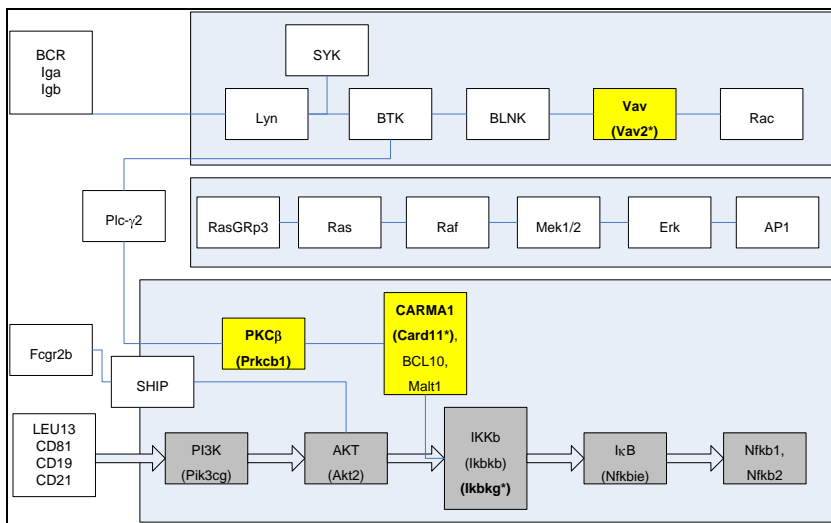 BCR
Iga
Igb
SYK
Lyn
BTK
BLNK
Vav
(Vav2*)
Rac
Plc-γ2
RasGRp3
Ras
Raf
Mek1/2
Erk
AP1
PKCβ
(Prkcb1)
CARMA1
(Card11*),
BCL10,
Malt1
Fcgr2b
SHIP
LEU13
CD81
CD19
CD21
PI3K
(Pik3cg)
AKT
(Akt2)
IKKb
(Ikbkb)
(Ikbkg*)
IκB
(Nfkbie)
Nfkb1,
Nfkb2